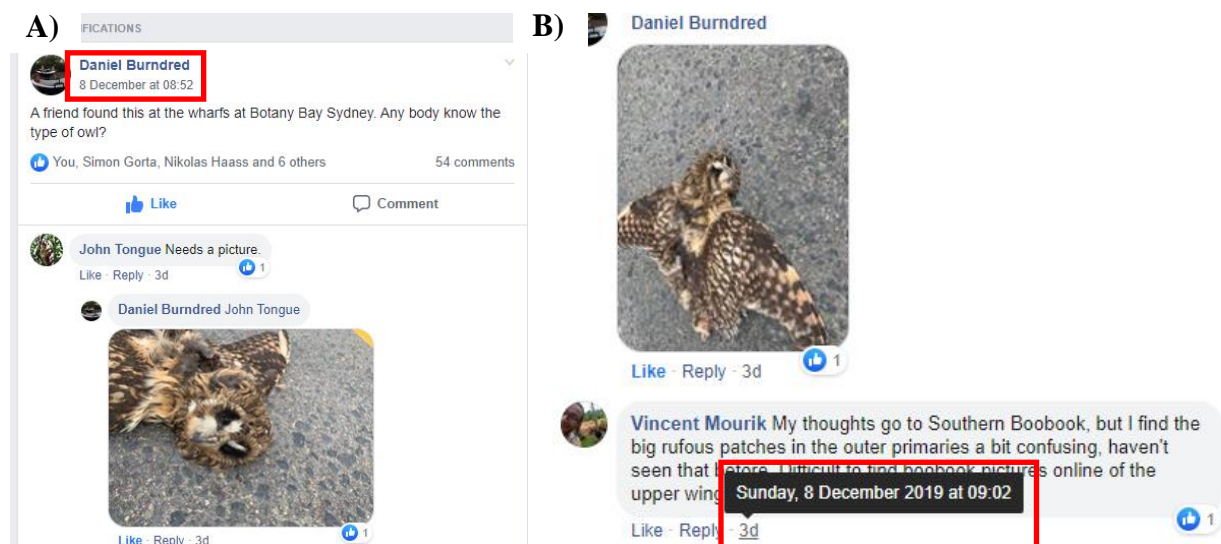 A)
FICATIONS
Daniel Burndred
8 December at 08:52
A friend found this at the wharfs at Botany Bay Sydney. Any body know the
type of owl?
You, Simon Gorta, Nikolas Haass and 6 others 54 comments
Like Comment
John Tongue Needs a picture.
Like · Reply · 3d 1
Daniel Burndred John Tongue
Like · Reply · 3d 1
B)
Daniel Burndred
Like · Reply · 3d 1
Vincent Mourik My thoughts go to Southern Boobook, but I find the
big rufous patches in the outer primaries a bit confusing, haven't
seen that before. Difficult to find boobook pictures online of the
upper wing
Sunday, 8 December 2019 at 09:02
Like · Reply · 3d 1